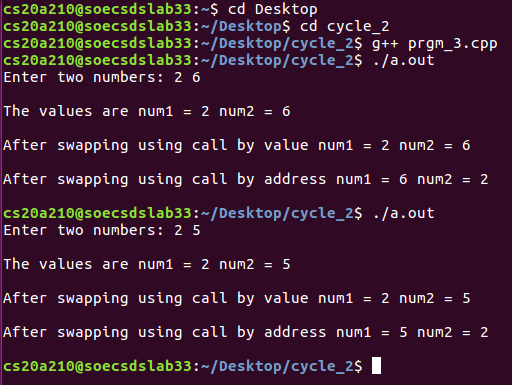 cs20a210@soecsdslab33:~$ cd Desktop
cs20a210@soecsdslab33:~/Desktop$ cd cycle_2
cs20a210@soecsdslab33:~/Desktop/cycle_2$ g++ prgm_3.cpp
cs20a210@soecsdslab33:~/Desktop/cycle_2$ ./a.out
Enter two numbers: 2 6
The values are num1 = 2 num2 = 6
After swapping using call by value num1 = 2 num2 = 6
After swapping using call by address num1 = 6 num2 = 2
cs20a210@soecsdslab33:~/Desktop/cycle_2$ ./a.out
Enter two numbers: 2 5
The values are num1 = 2 num2 = 5
After swapping using call by value num1 = 2 num2 = 5
After swapping using call by address num1 = 5 num2 = 2
cs20a210@soecsdslab33:~/Desktop/cycle_2$